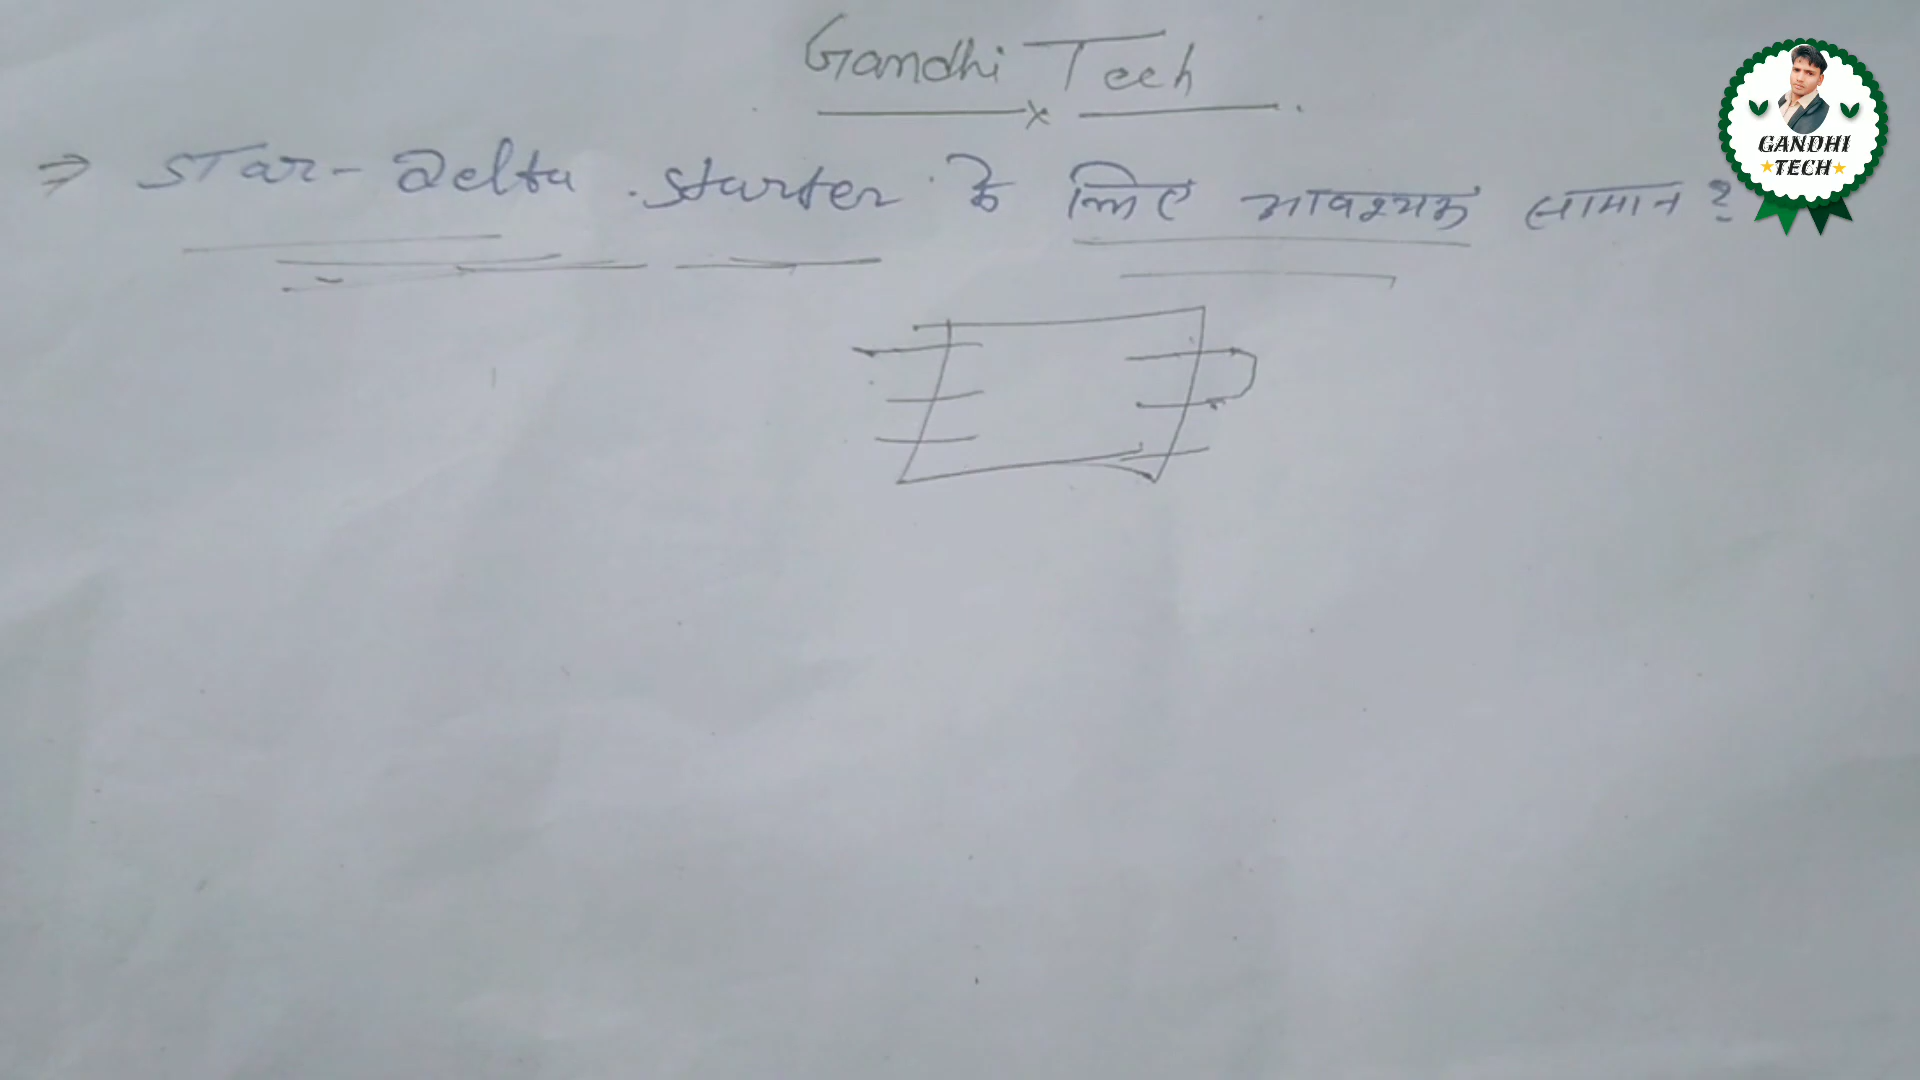 Gandhi Tech
⇒ Star-Delta starter के लिए आवश्यक सामान ?
GANDHI
TECH